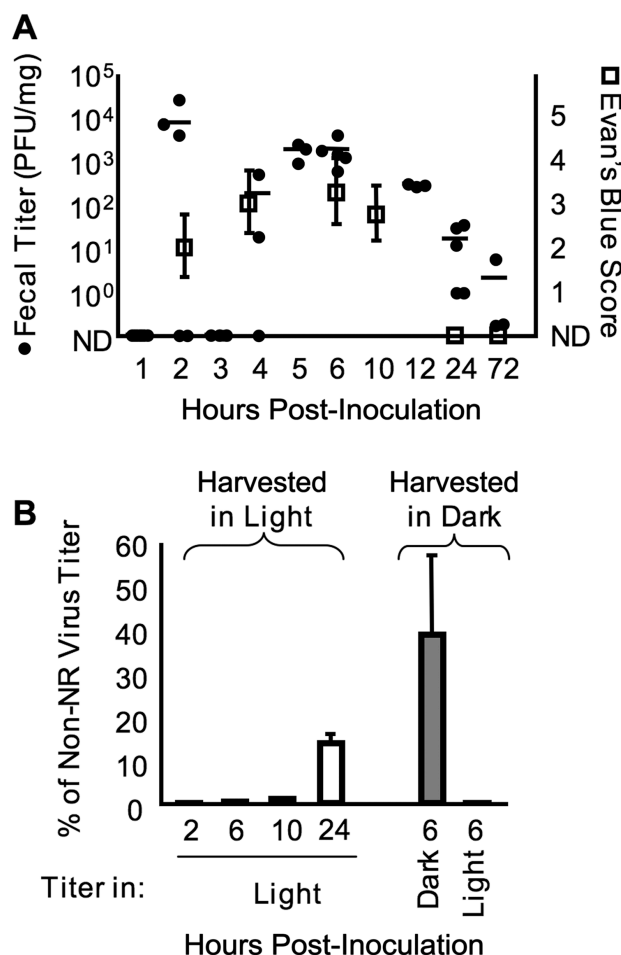 A
● Fecal Titer (PFU/mg)
10⁵
10⁴
10³
10²
10¹
10⁰
ND
5
4
3
2
1
ND
□ Evan's Blue Score
1 2 3 4 5 6 10 12 24 72
Hours Post-Inoculation
B
Harvested
in Light
Harvested
in Dark
% of Non-NR Virus Titer
60
50
40
30
20
10
0
2 6 10 24 Dark 6 Light 6
Titer in:
Light
Hours Post-Inoculation